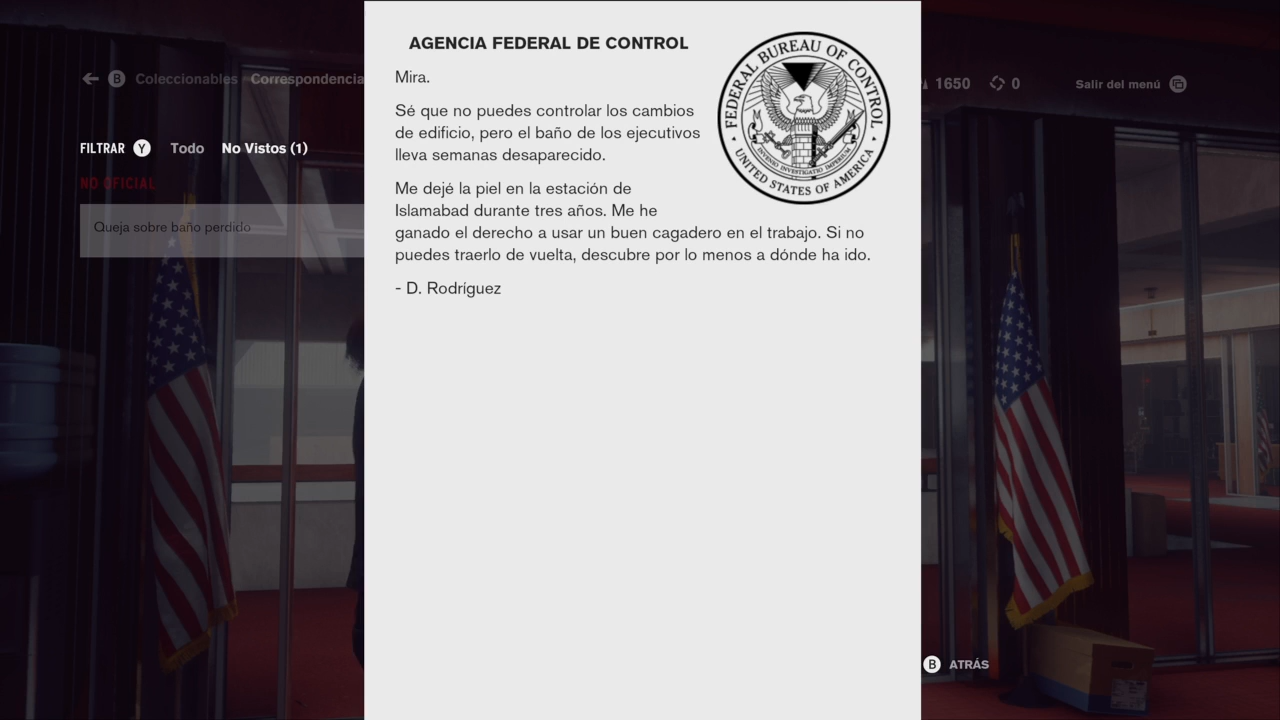 Coleccionables Correspondencia
1650 0
Salir del menú
FILTRAR Y Todo No Vistos (1)
NO OFICIAL
Queja sobre baño perdido
AGENCIA FEDERAL DE CONTROL
Mira.
Sé que no puedes controlar los cambios
de edificio, pero el baño de los ejecutivos
lleva semanas desaparecido.
Me dejé la piel en la estación de
Islamabad durante tres años. Me he
ganado el derecho a usar un buen cagadero en el trabajo. Si no
puedes traerlo de vuelta, descubre por lo menos a dónde ha ido.
- D. Rodríguez
FEDERAL BUREAU OF CONTROL
UNITED STATES OF AMERICA
B ATRÁS